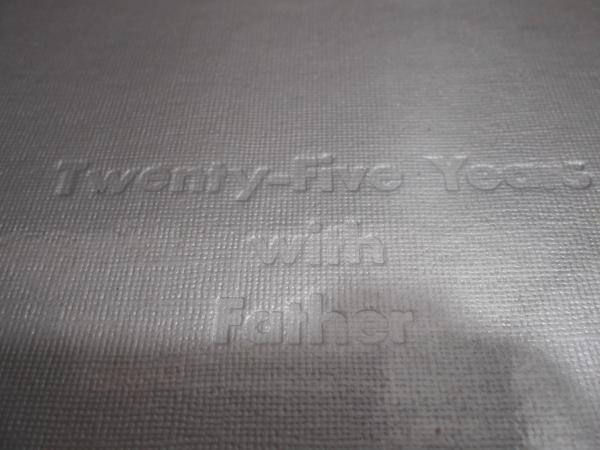 Twenty-Five Years
with
Father